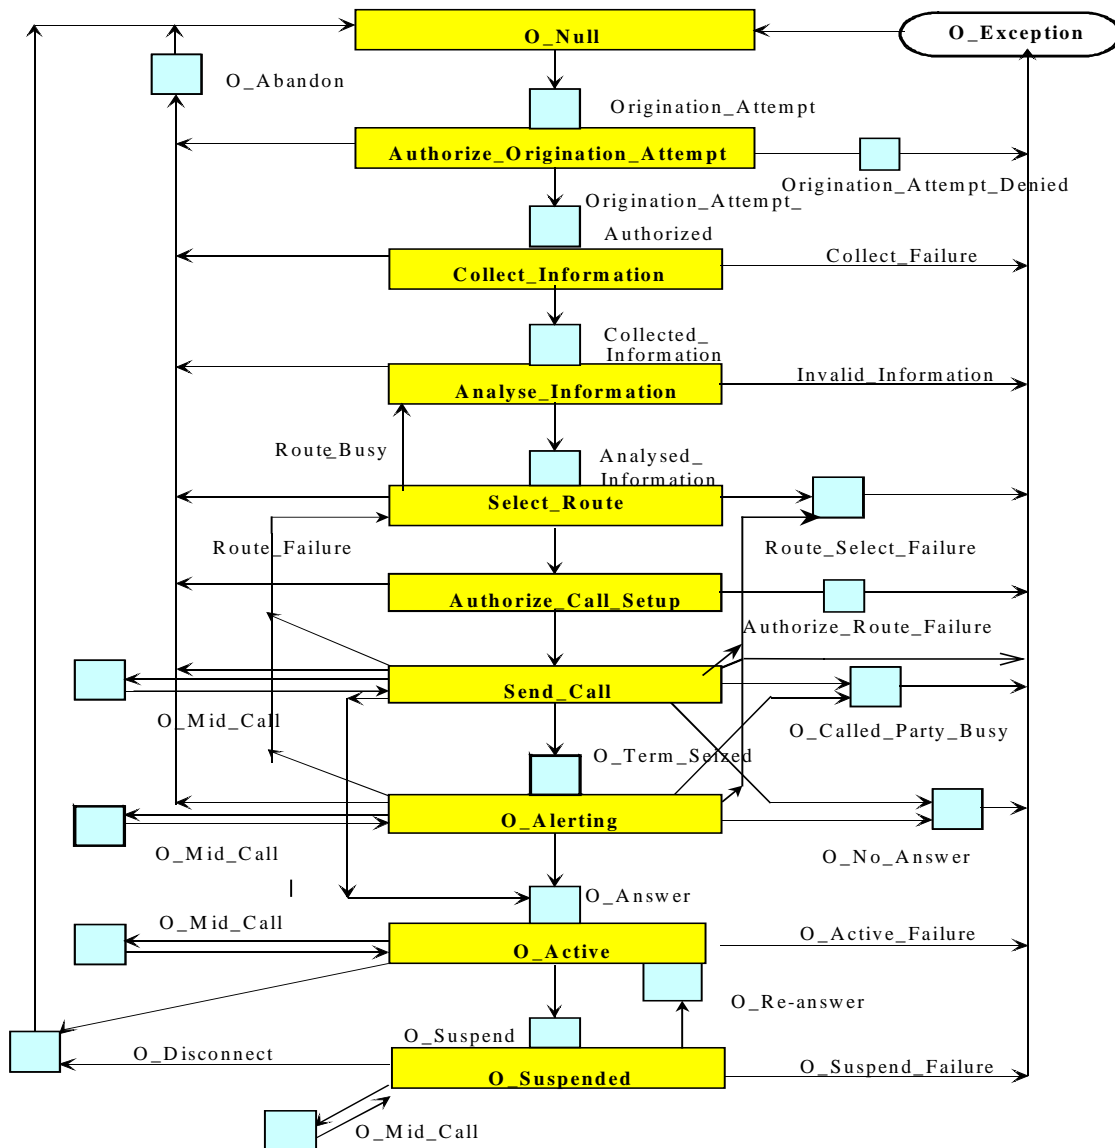 O_Null
O_Exception
O_Abandon
Origination_Attempt
Authorize_Origination_Attempt
Origination_Attempt_Denied
Origination_Attempt_
Authorized
Collect_Information
Collect_Failure
Collected_
Information
Analyse_Information
Invalid_Information
Route_Busy
Analysed_
Information
Select_Route
Route_Failure
Route_Select_Failure
Authorize_Call_Setup
Authorize_Route_Failure
Send_Call
O_Mid_Call
O_Called_Party_Busy
O_Term_Seized
O_Alerting
O_Mid_Call
O_No_Answer
O_Answer
O_Mid_Call
O_Active
O_Active_Failure
O_Re-answer
O_Suspend
O_Disconnect
O_Suspended
O_Suspend_Failure
O_Mid_Call